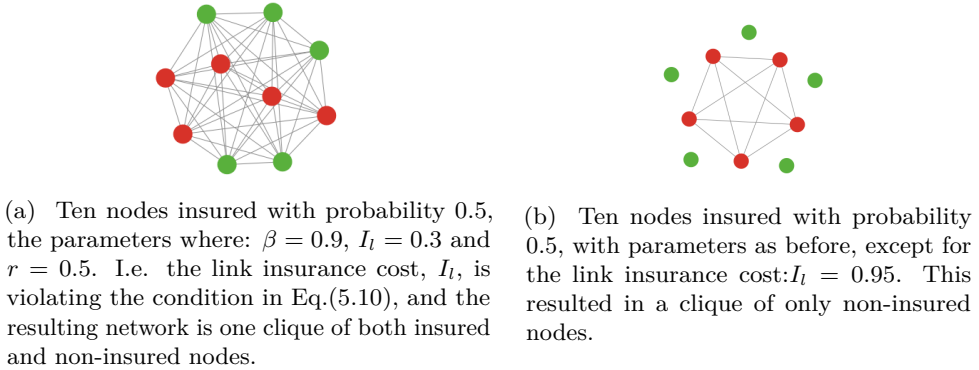 (a) Ten nodes insured with probability 0.5,
the parameters where: β = 0.9, I_l = 0.3 and
r = 0.5. I.e. the link insurance cost, I_l, is
violating the condition in Eq.(5.10), and the
resulting network is one clique of both insured
and non-insured nodes.
(b) Ten nodes insured with probability
0.5, with parameters as before, except for
the link insurance cost:I_l = 0.95. This
resulted in a clique of only non-insured
nodes.